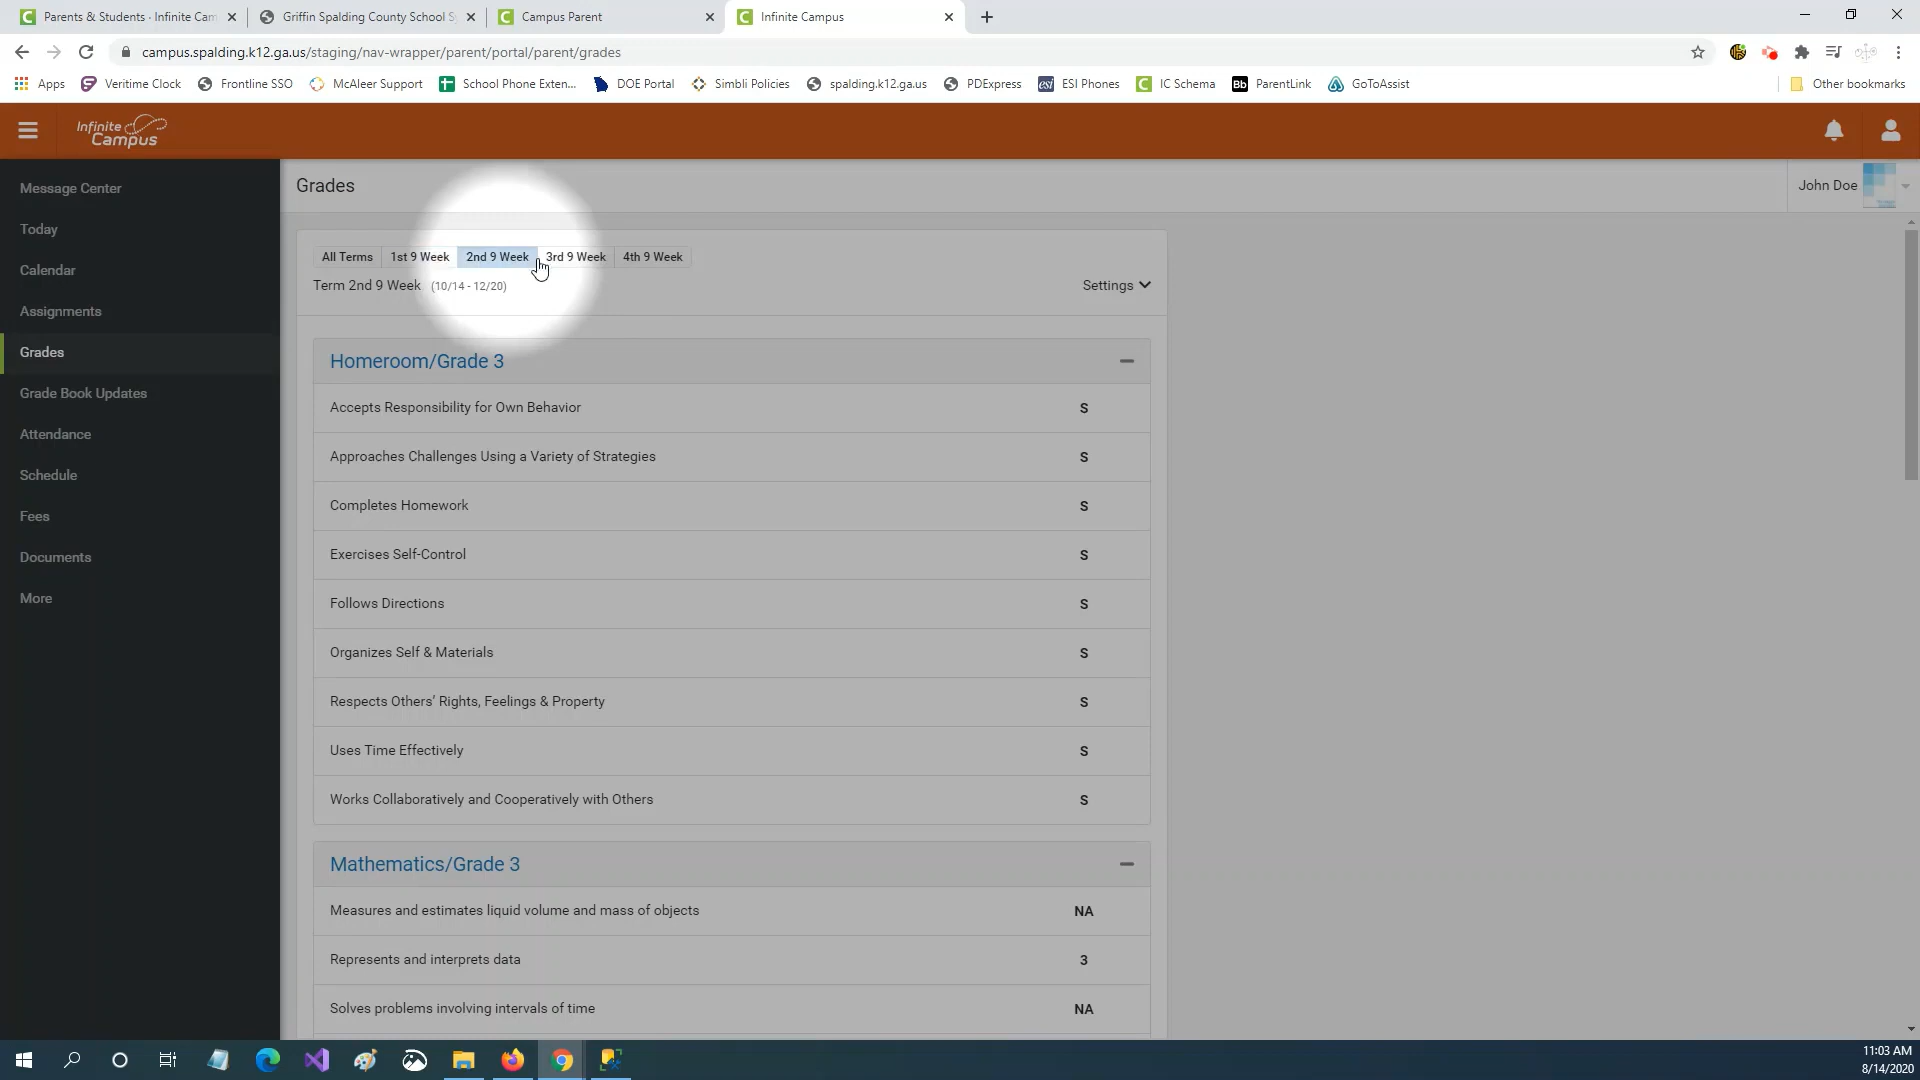 Parents & Students - Infinite Cam
Griffin Spalding County School Sy
Campus Parent
Infinite Campus
campus.spalding.k12.ga.us/staging/nav-wrapper/parent/portal/parent/grades
Apps
Veritime Clock
Frontline SSO
McAleer Support
School Phone Exten...
DOE Portal
Simbli Policies
spalding.k12.ga.us
PDExpress
esi ESI Phones
IC Schema
Bb ParentLink
GoToAssist
Other bookmarks
Infinite
Campus
Message Center
Today
Calendar
Assignments
Grades
Grade Book Updates
Attendance
Schedule
Fees
Documents
More
Grades
John Doe
All Terms 1st 9 Week 2nd 9 Week 3rd 9 Week 4th 9 Week
Term 2nd 9 Week (10/14 - 12/20)
Settings
Homeroom/Grade 3
Accepts Responsibility for Own Behavior S
Approaches Challenges Using a Variety of Strategies S
Completes Homework S
Exercises Self-Control S
Follows Directions S
Organizes Self & Materials S
Respects Others' Rights, Feelings & Property S
Uses Time Effectively S
Works Collaboratively and Cooperatively with Others S
Mathematics/Grade 3
Measures and estimates liquid volume and mass of objects NA
Represents and interprets data 3
Solves problems involving intervals of time NA
11:03 AM
8/14/2020